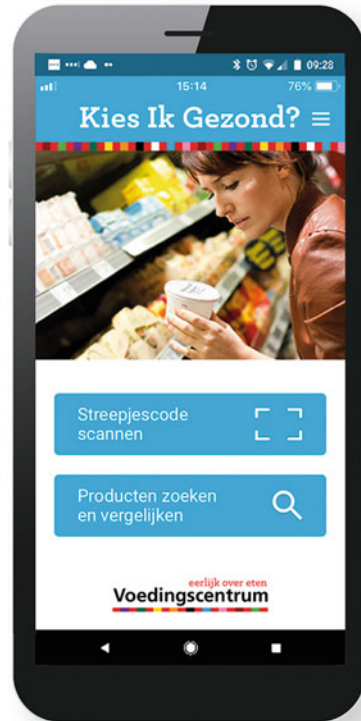 09:28
15:14
76%
Kies Ik Gezond?
Streepjescode
scannen
Producten zoeken
en vergelijken
eerlijk over eten
Voedingscentrum